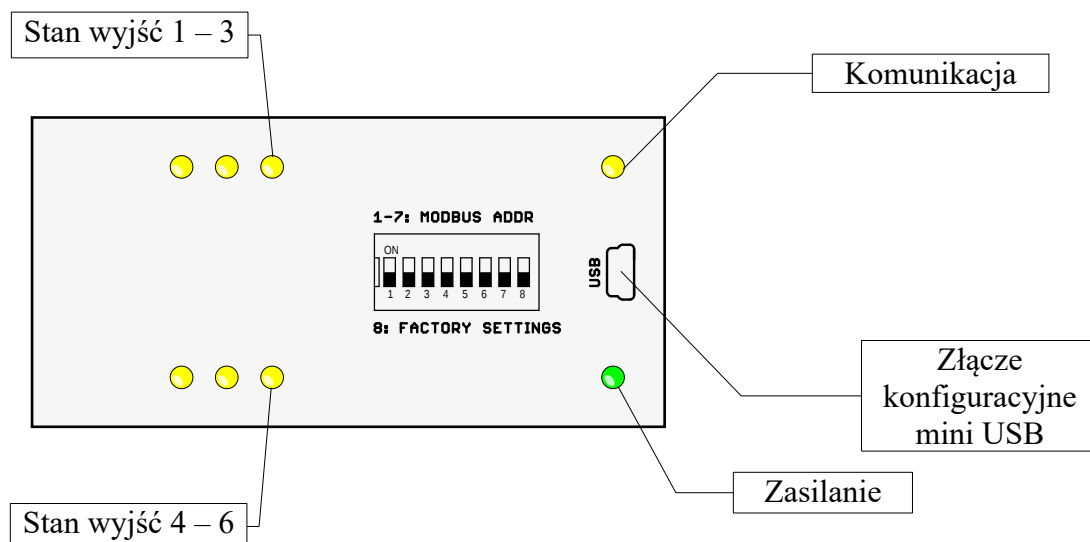 Stan wyjść 1 – 3
Komunikacja
1-7: MODBUS ADDR
ON
1 2 3 4 5 6 7 8
USB
8: FACTORY SETTINGS
Złącze
konfiguracyjne
mini USB
Zasilanie
Stan wyjść 4 – 6